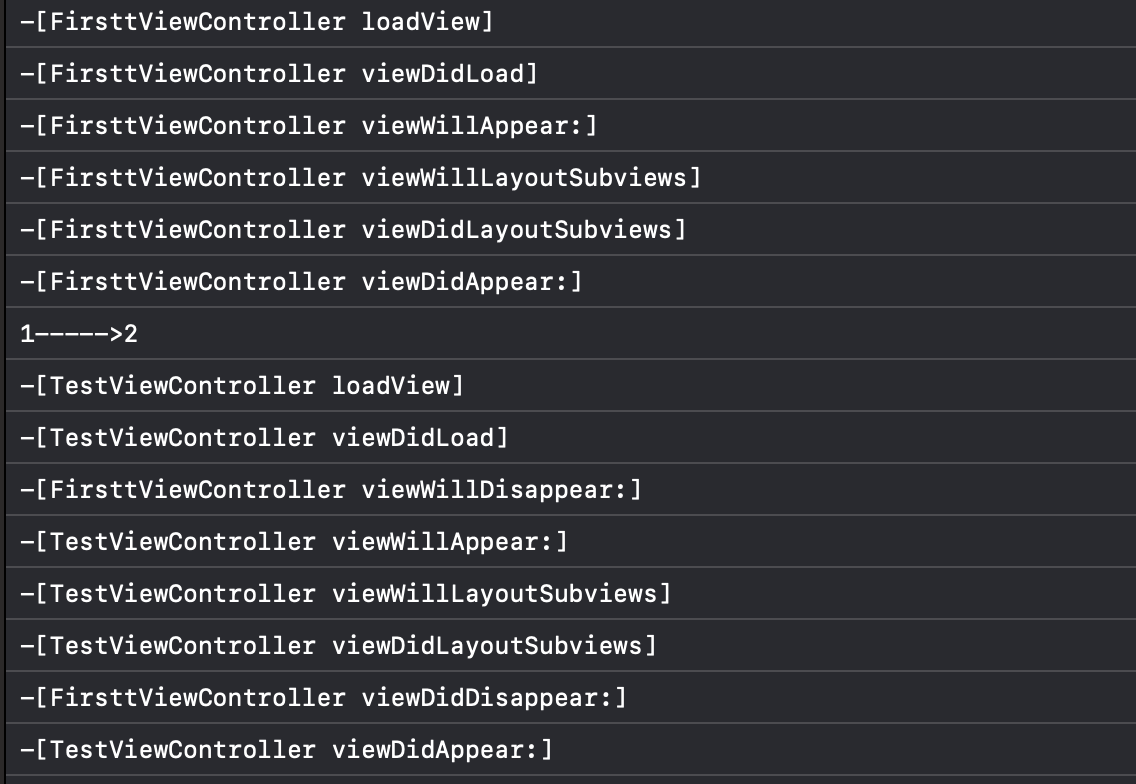 -[FirsttViewController loadView]
-[FirsttViewController viewDidLoad]
-[FirsttViewController viewWillAppear:]
-[FirsttViewController viewWillLayoutSubviews]
-[FirsttViewController viewDidLayoutSubviews]
-[FirsttViewController viewDidAppear:]
1----->2
-[TestViewController loadView]
-[TestViewController viewDidLoad]
-[FirsttViewController viewWillDisappear:]
-[TestViewController viewWillAppear:]
-[TestViewController viewWillLayoutSubviews]
-[TestViewController viewDidLayoutSubviews]
-[FirsttViewController viewDidDisappear:]
-[TestViewController viewDidAppear:]